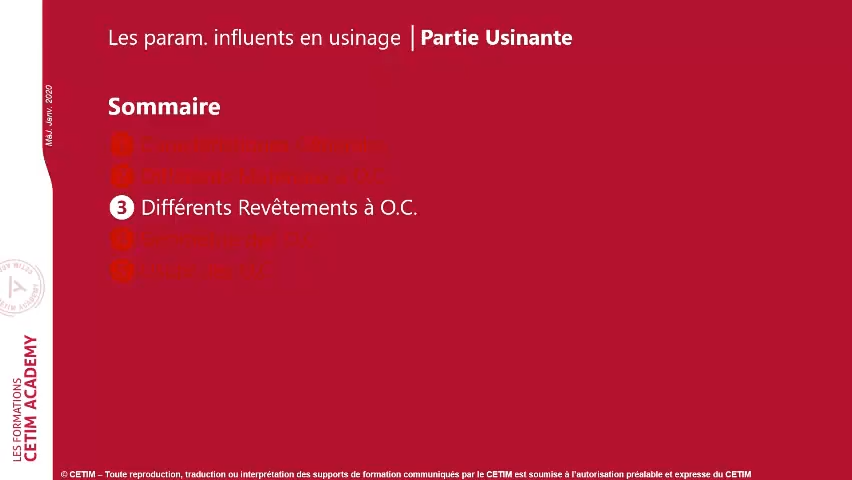 Les param. influents en usinage | Partie Usinante
MàJ. Janv. 2020
Sommaire
3 Différents Revêtements à O.C.
CETIM ACADEMY
LES FORMATIONS
CETIM ACADEMY
© CETIM – Toute reproduction, traduction ou interprétation des supports de formation communiqués par le CETIM est soumise à l'autorisation préalable et expresse du CETIM